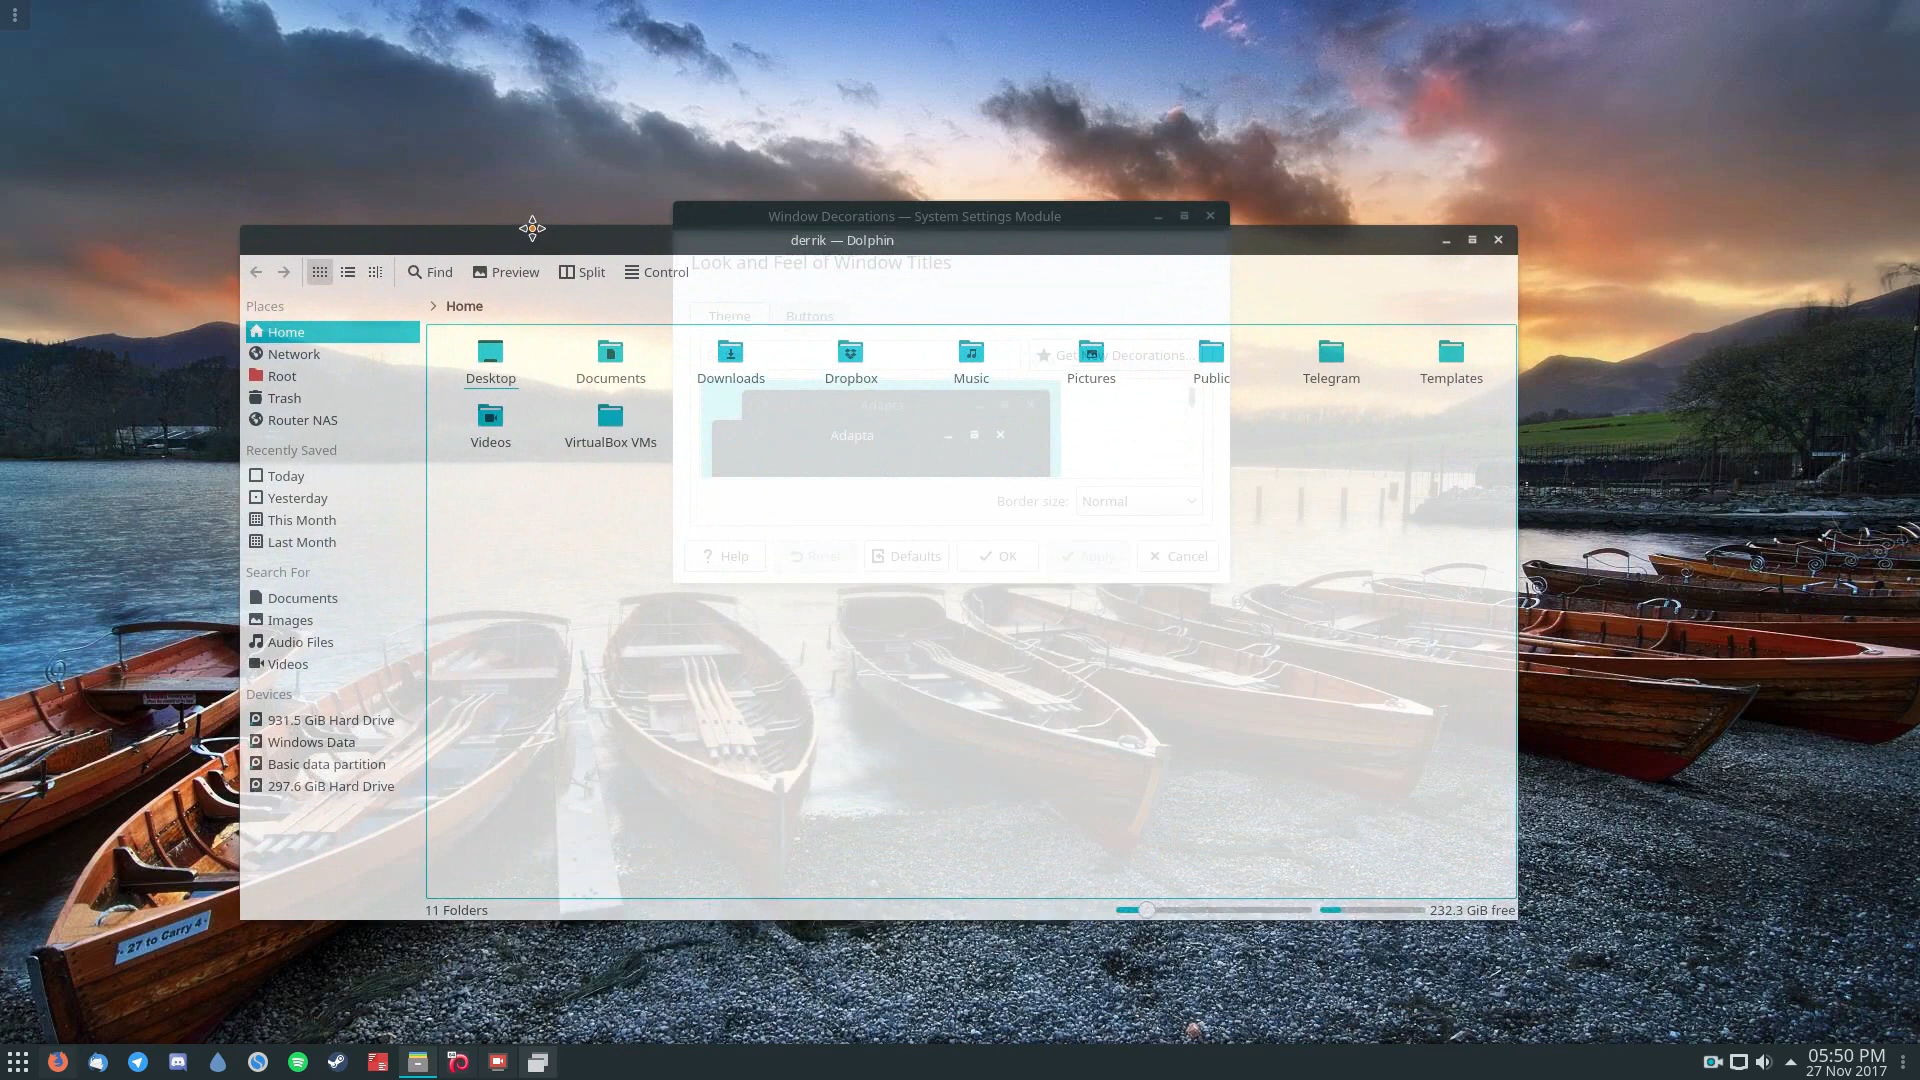 Window Decorations — System Settings Module
derrik — Dolphin
Find
Preview
Split
Control
Look and Feel of Window Titles
Places
Home
Theme
Buttons
Home
Network
Root
Trash
Router NAS
Get New Decorations...
Desktop
Documents
Downloads
Dropbox
Music
Pictures
Public
Telegram
Templates
Adapta
Adapta
Videos
VirtualBox VMs
Recently Saved
Today
Yesterday
This Month
Last Month
Border size:
Normal
Help
Reset
Defaults
OK
Apply
Cancel
Search For
Documents
Images
Audio Files
Videos
Devices
931.5 GiB Hard Drive
Windows Data
Basic data partition
297.6 GiB Hard Drive
11 Folders
232.3 GiB free
27 to Carry 4
05:50 PM
27 Nov 2017